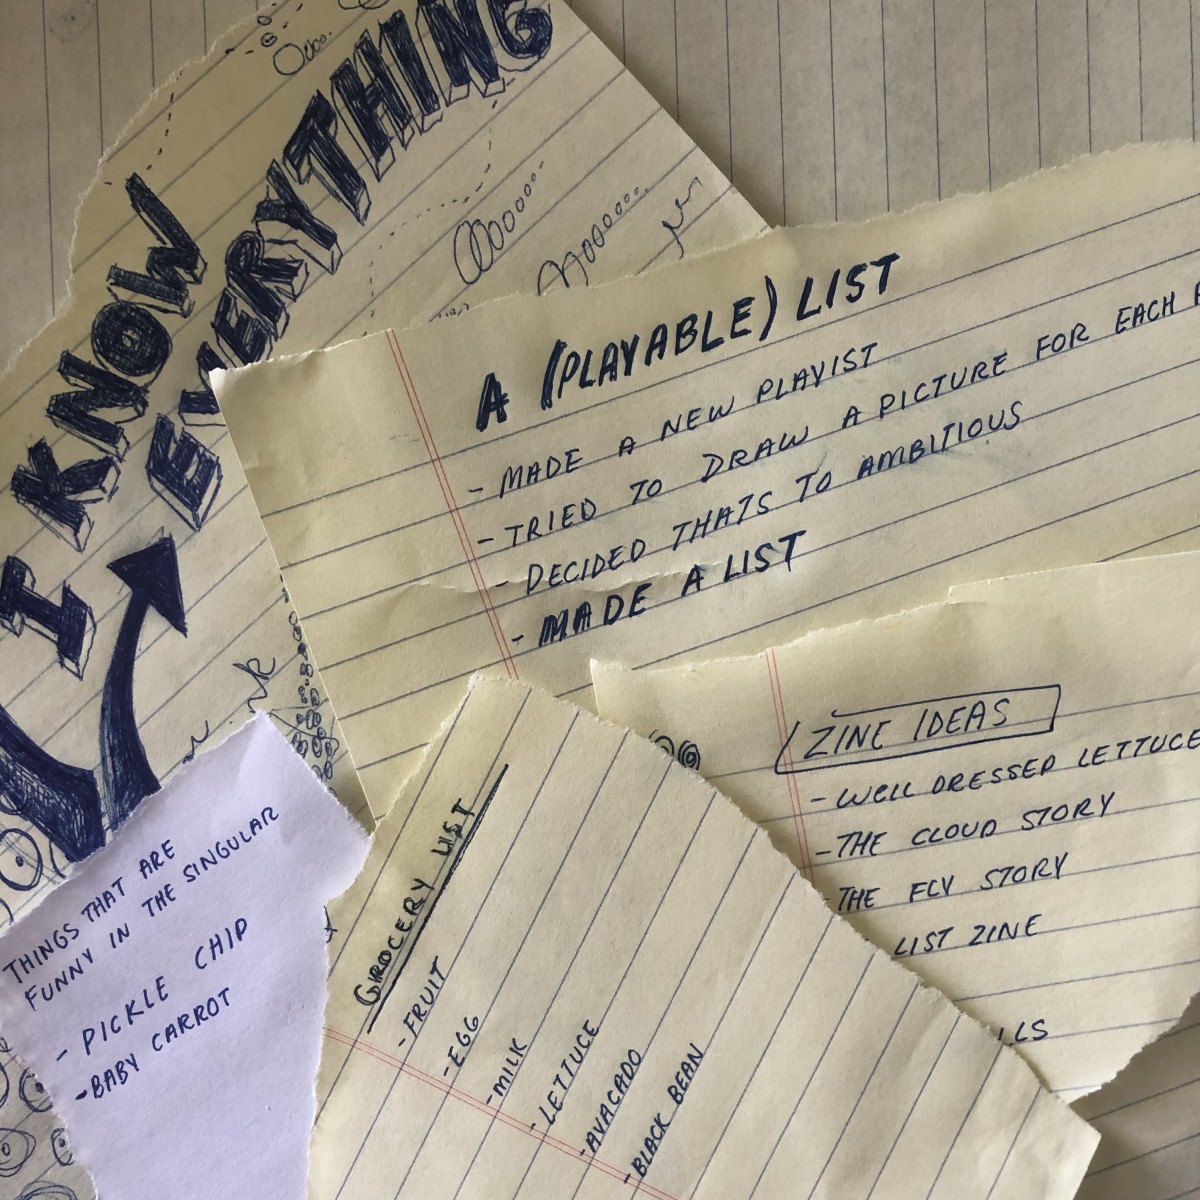 I KNOW
EVERYTHING
A (PLAYABLE) LIST
- MADE A NEW PLAYIST
- TRIED TO DRAW A PICTURE FOR EACH
- DECIDED THATS TO AMBITIOUS
- MADE A LIST
ZINE IDEAS
- WELL DRESSED LETTUCE
- THE CLOUD STORY
THE FLY STORY
LIST ZINE
LLS
GROCERY LIST
- FRUIT
- EGG
- MILK
- LETTUCE
- AVACADO
- BLACK BEAN
THINGS THAT ARE
FUNNY IN THE SINGULAR
- PICKLE CHIP
- BABY CARROT